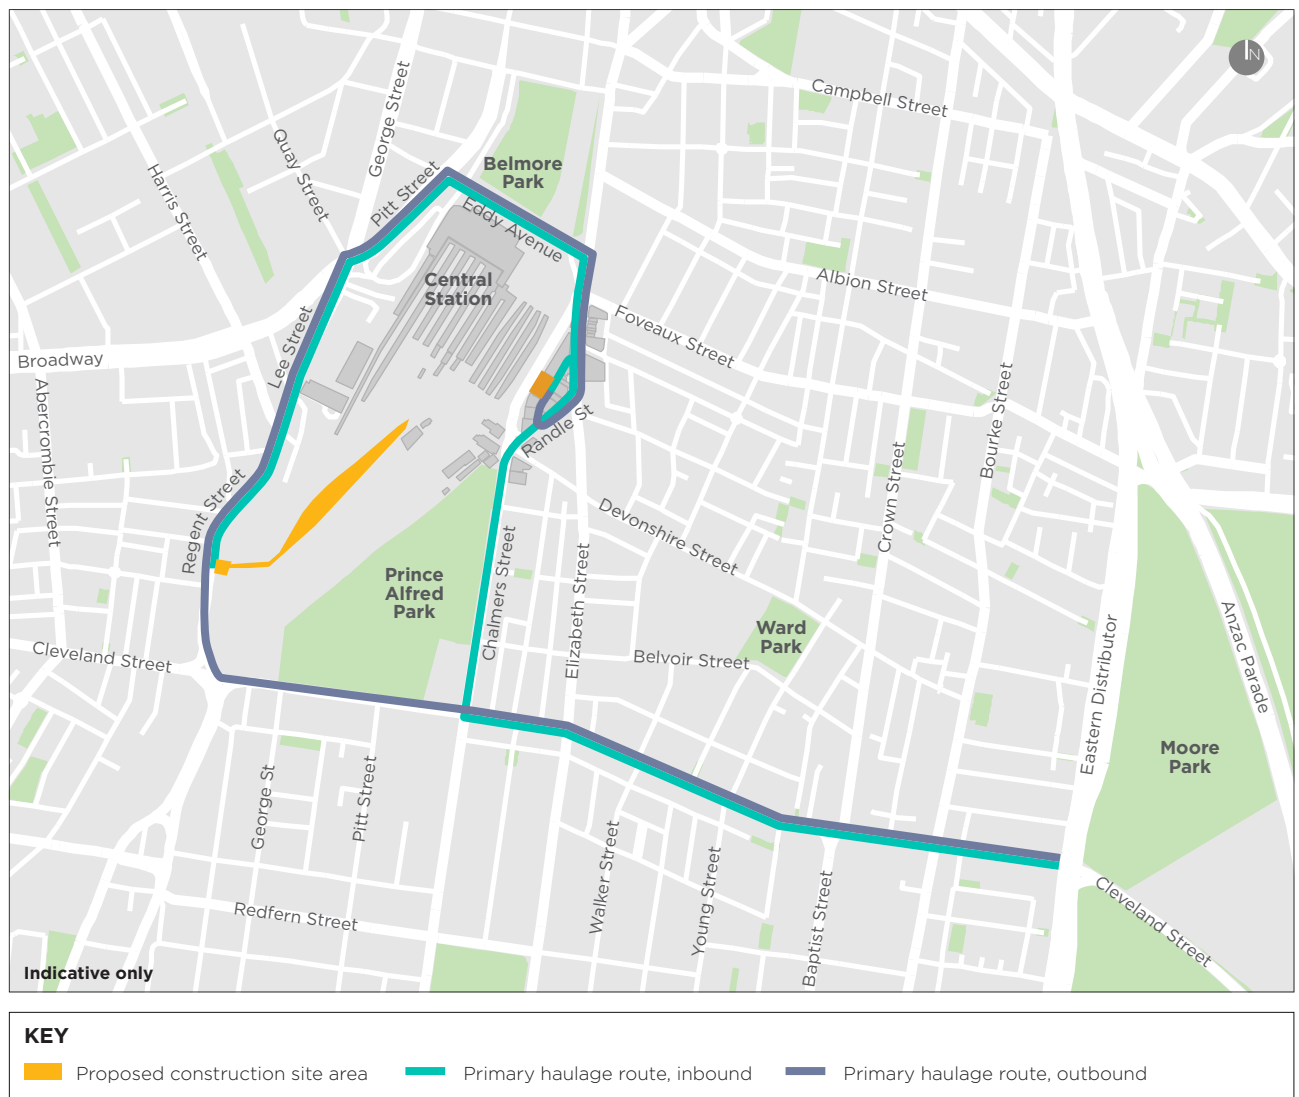 N
Campbell Street
George Street
Quay Street
Harris Street
Pitt Street
Belmore
Park
Eddy Avenue
Central
Station
Albion Street
Foveaux Street
Lee Street
Broadway
Abercrombie Street
Bourke Street
Randle St
Crown Street
Regent Street
Devonshire Street
Prince
Alfred
Park
Chalmers Street
Elizabeth Street
Ward
Park
Belvoir Street
Cleveland Street
Eastern Distributor
Anzac Parade
Moore
Park
George St
Pitt Street
Walker Street
Young Street
Baptist Street
Cleveland Street
Redfern Street
Indicative only
KEY
Proposed construction site area
Primary haulage route, inbound
Primary haulage route, outbound